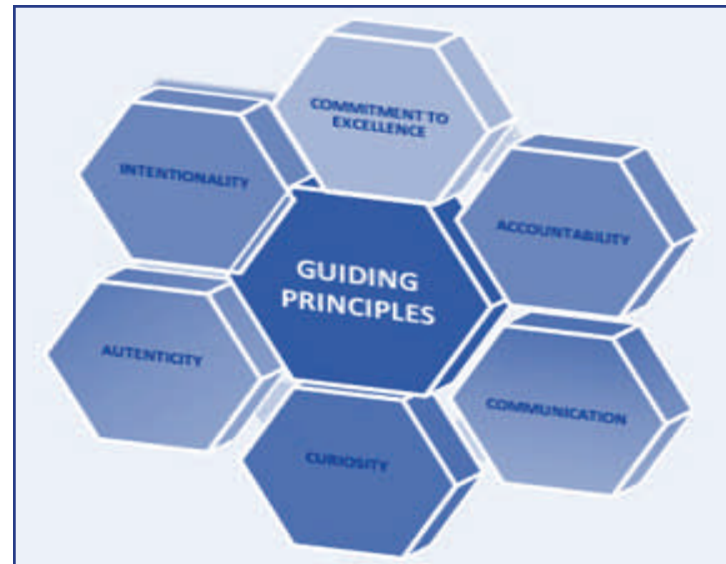 COMMITMENT TO
EXCELLENCE
INTENTIONALITY
ACCOUNTABILITY
GUIDING
PRINCIPLES
AUTENTICITY
COMMUNICATION
CURIOSITY